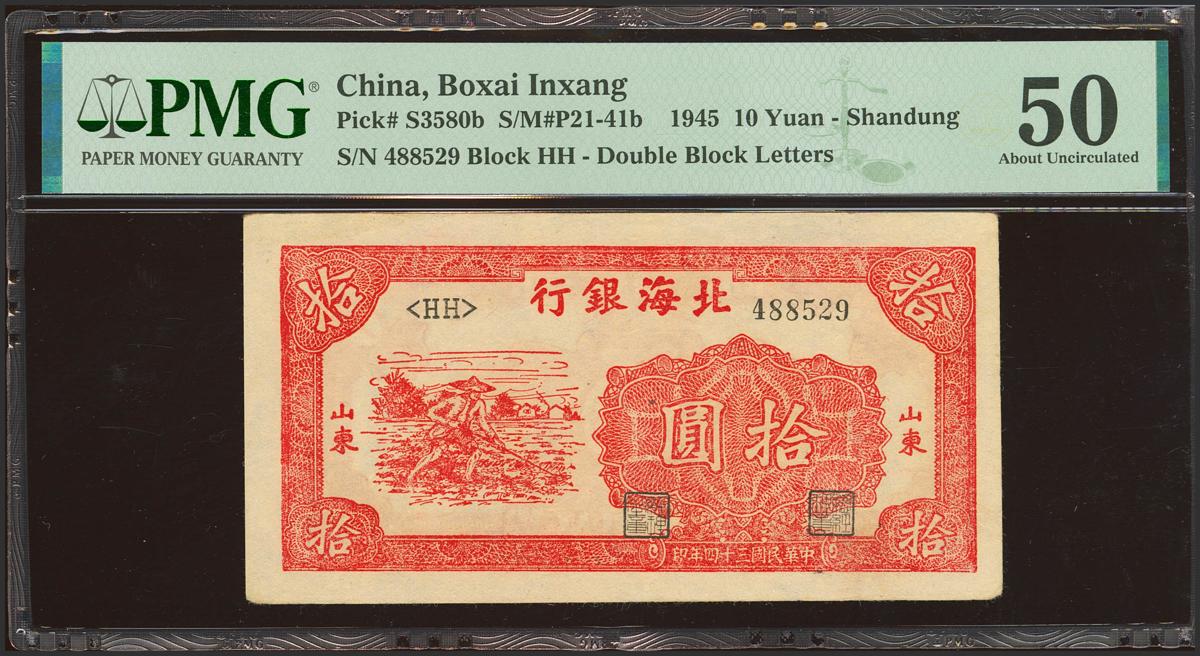 PMG®
PAPER MONEY GUARANTY
China, Boxai Inxang
Pick# S3580b S/M#P21-41b 1945 10 Yuan - Shandung
S/N 488529 Block HH - Double Block Letters
50
About Uncirculated
拾
拾
北海銀行
<HH>
488529
山東
山東
拾圓
拾
拾
中華民國三十四年印